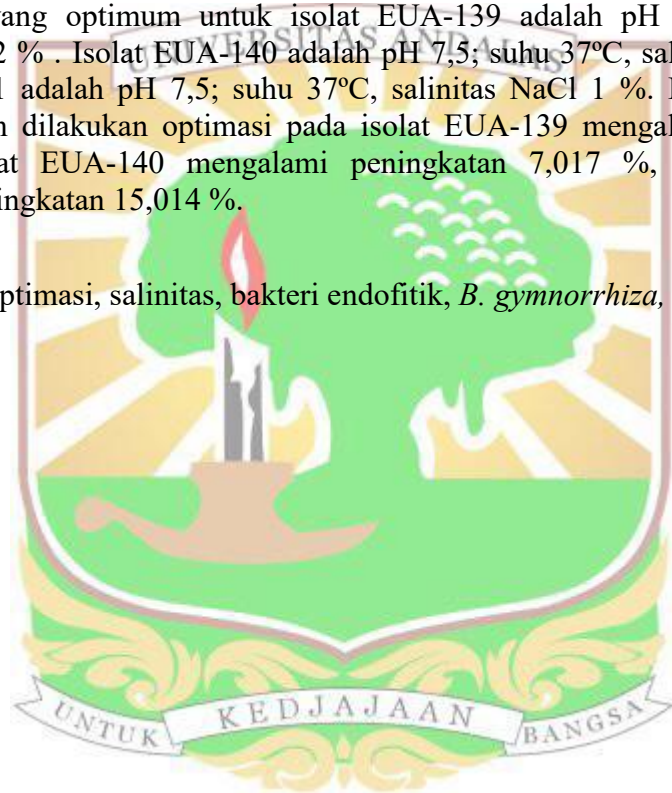 yang optimum untuk isolat EUA-139 adalah pH
2 % . Isolat EUA-140 adalah pH 7,5; suhu 37ºC, sal
UNIVERSITAS ANDALAS
adalah pH 7,5; suhu 37ºC, salinitas NaCl 1 %.
dilakukan optimasi pada isolat EUA-139 mengal
at EUA-140 mengalami peningkatan 7,017 %,
ingkatan 15,014 %.
ptimasi, salinitas, bakteri endofitik, B. gymnorrhiza,
UNTUK KEDJAJAAN BANGSA